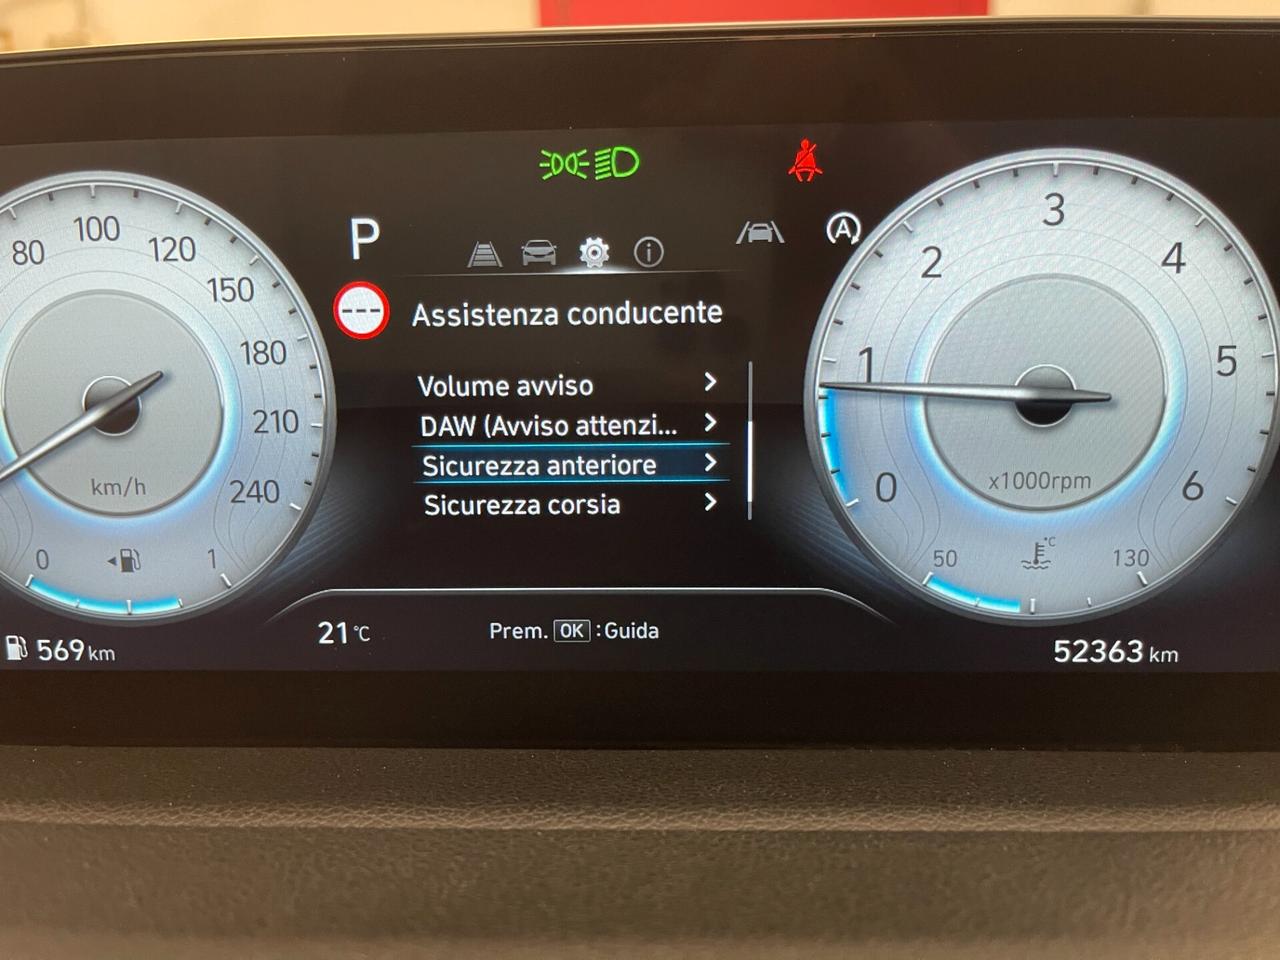 P
Assistenza conducente
Volume avviso
DAW (Avviso attenzi...
Sicurezza anteriore
Sicurezza corsia
Prem. OK :Guida
21 °C
80
100
120
150
180
210
240
km/h
0
1
569 km
A
0
1
2
3
4
5
6
x1000rpm
50
°C
130
52363 km